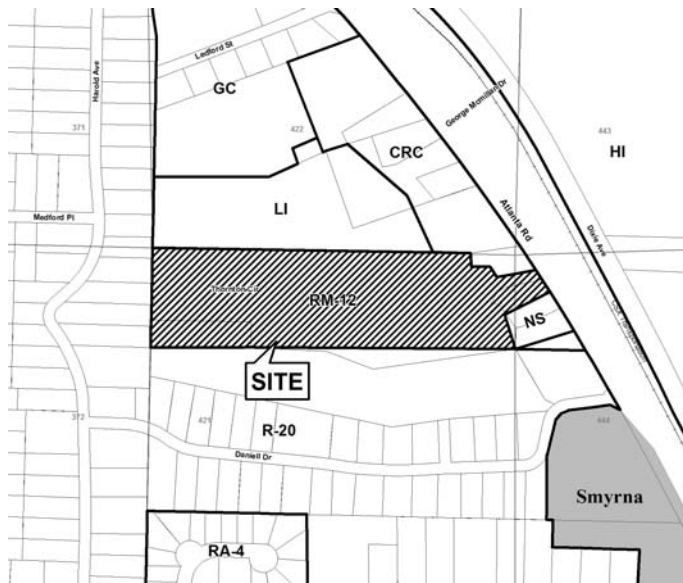 Ledford St
Harold Ave
GC
371
422
George Mcmillan Dr
443
CRC
HI
Medford Pl
LI
Atlanta Rd
Dixie Ave
RM-12
NS
SITE
372
421
R-20
444
Daniell Dr
Smyrna
RA-4